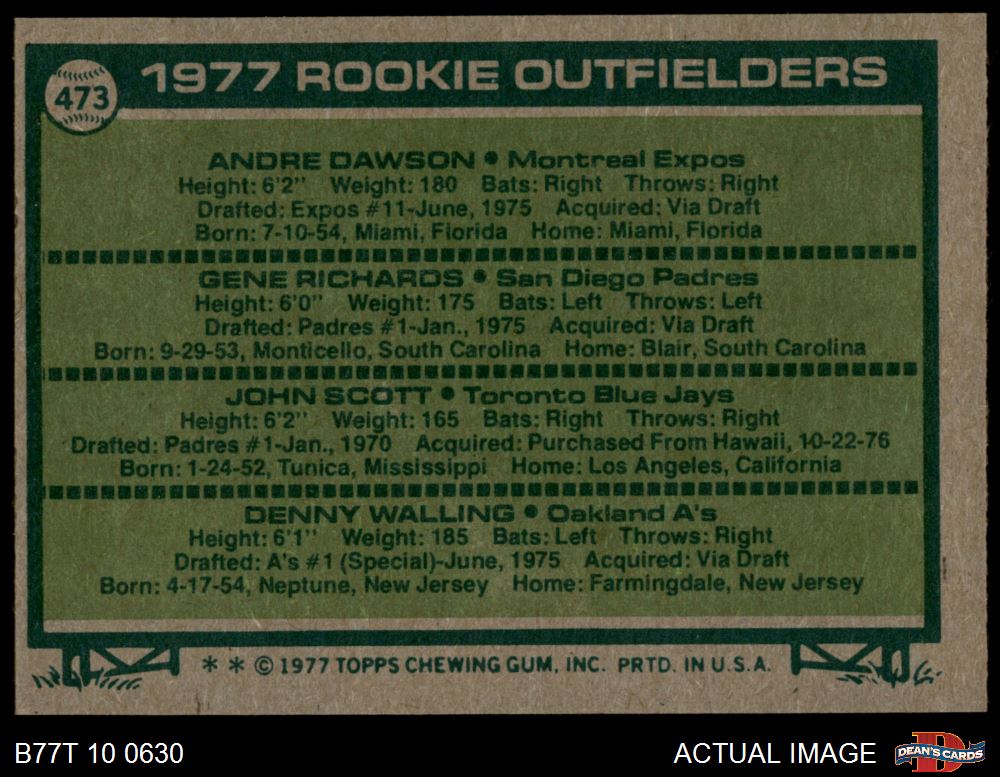 473
1977 ROOKIE OUTFIELDERS
ANDRE DAWSON • Montreal Expos
Height: 6'2" Weight: 180 Bats: Right Throws: Right
Drafted: Expos #11-June, 1975 Acquired: Via Draft
Born: 7-10-54, Miami, Florida Home: Miami, Florida
GENE RICHARDS • San Diego Padres
Height: 6'0" Weight: 175 Bats: Left Throws: Left
Drafted: Padres #1-Jan., 1975 Acquired: Via Draft
Born: 9-29-53, Monticello, South Carolina Home: Blair, South Carolina
JOHN SCOTT • Toronto Blue Jays
Height: 6'2" Weight: 165 Bats: Right Throws: Right
Drafted: Padres #1-Jan., 1970 Acquired: Purchased From Hawaii, 10-22-76
Born: 1-24-52, Tunica, Mississippi Home: Los Angeles, California
DENNY WALLING • Oakland A's
Height: 6'1" Weight: 185 Bats: Left Throws: Right
Drafted: A's #1 (Special)-June, 1975 Acquired: Via Draft
Born: 4-17-54, Neptune, New Jersey Home: Farmingdale, New Jersey
* * © 1977 TOPPS CHEWING GUM, INC. PRTD. IN U.S.A.
B77T 10 0630
ACTUAL IMAGE
D
DEAN'S CARDS